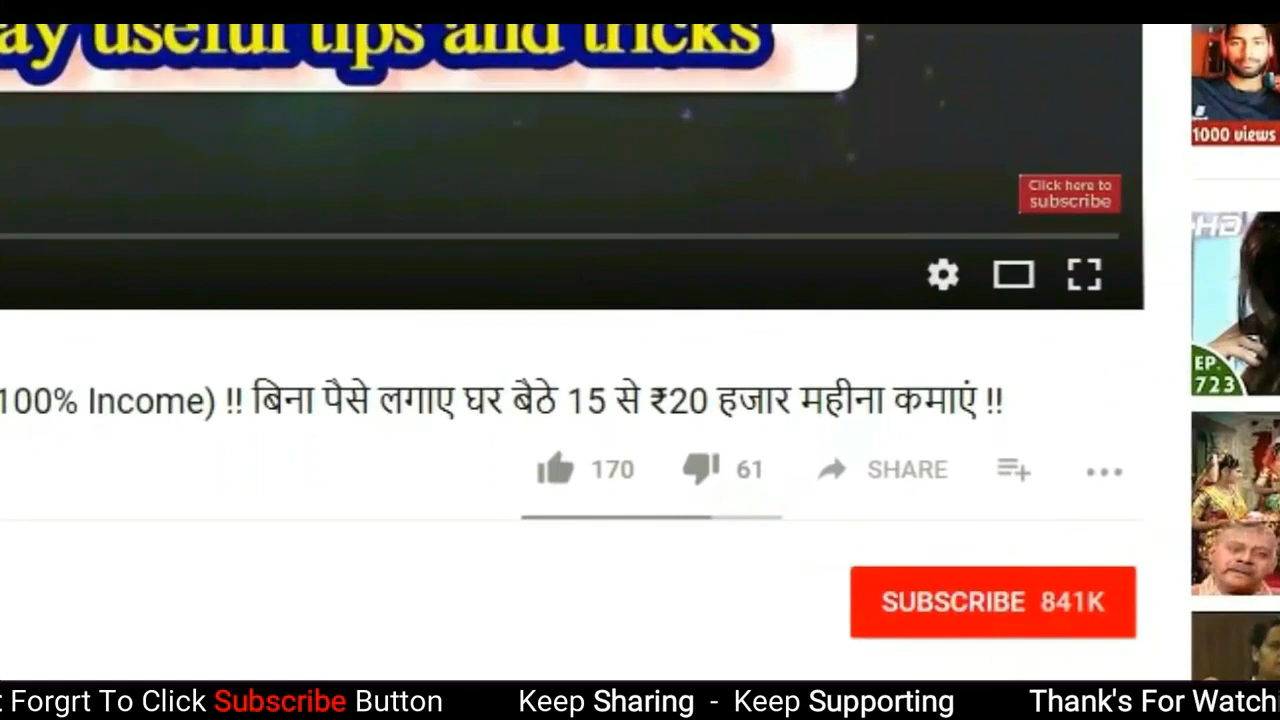 ay useful tips and tricks
1000 views
Click here to
subscribe
HD
100% Income) !! बिना पैसे लगाए घर बैठे 15 से ₹20 हजार महीना कमाएं !!
EP.
723
170 61 SHARE
SUBSCRIBE 841K
: Forgrt To Click Subscribe Button Keep Sharing - Keep Supporting Thank's For Watch